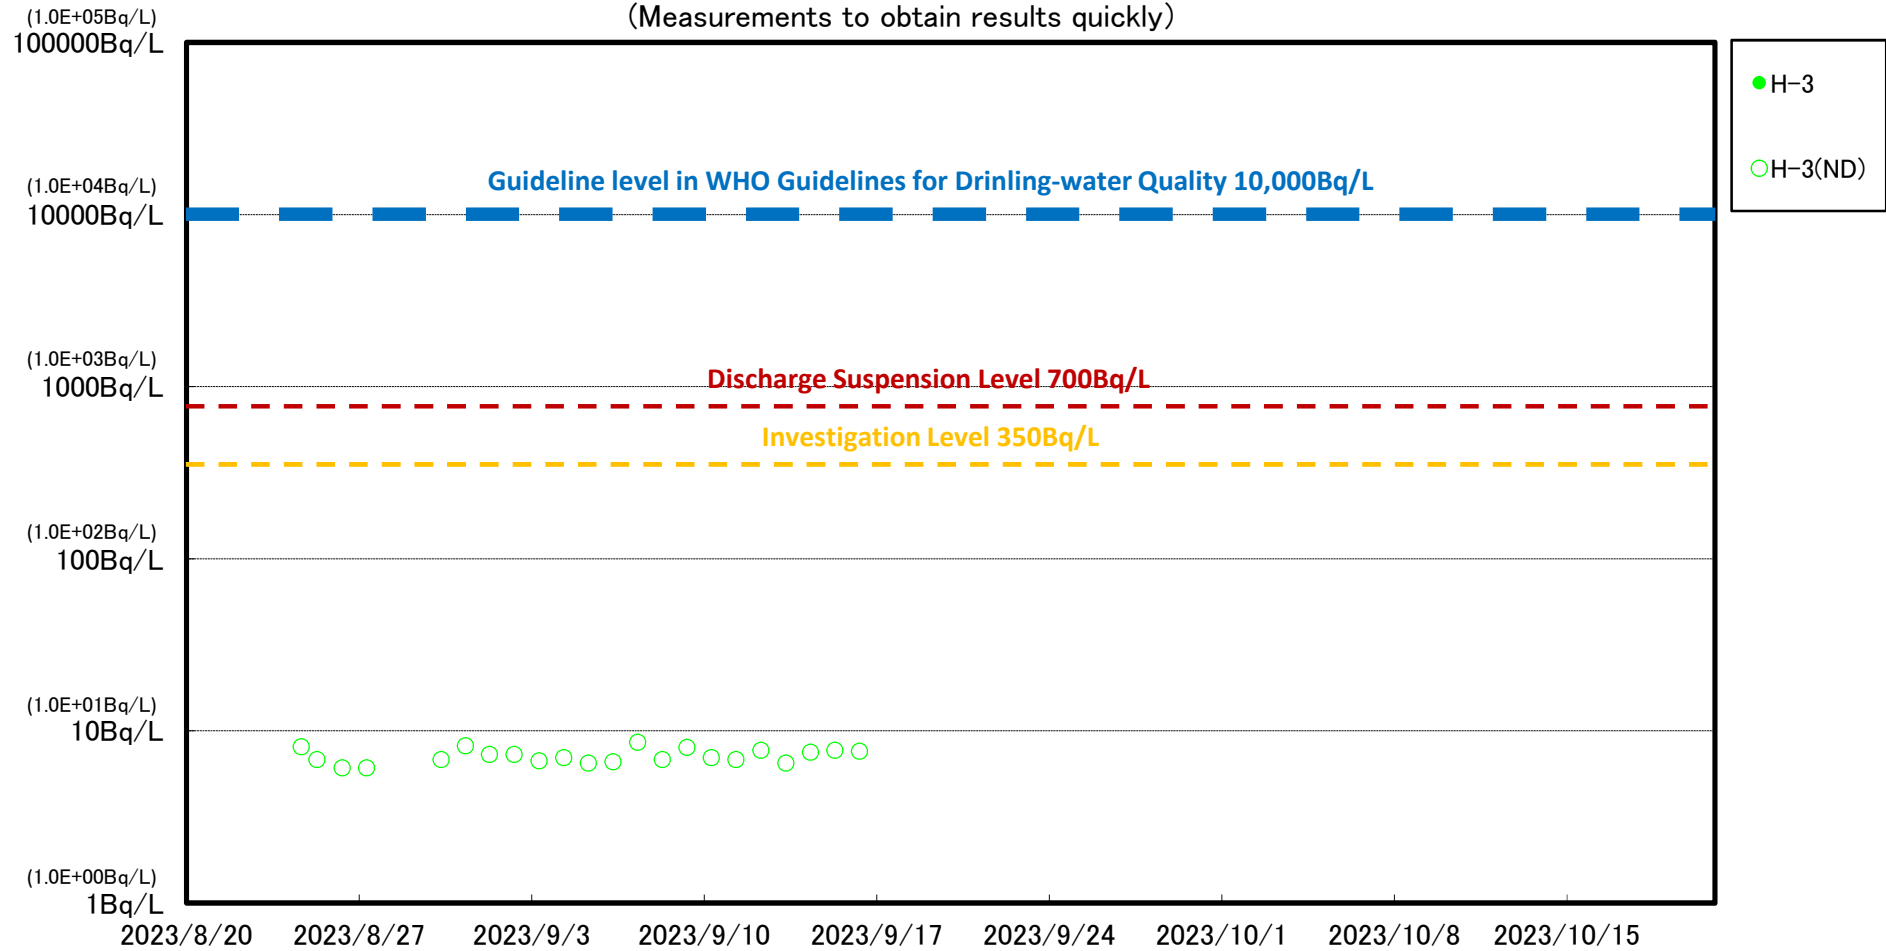 (Measurements to obtain results quickly)
(1.0E+05Bq/L)
100000Bq/L
H-3
H-3(ND)
Guideline level in WHO Guidelines for Drinling-water Quality 10,000Bq/L
(1.0E+04Bq/L)
10000Bq/L
(1.0E+03Bq/L)
1000Bq/L
Discharge Suspension Level 700Bq/L
Investigation Level 350Bq/L
(1.0E+02Bq/L)
100Bq/L
(1.0E+01Bq/L)
10Bq/L
(1.0E+00Bq/L)
1Bq/L
2023/8/20 2023/8/27 2023/9/3 2023/9/10 2023/9/17 2023/9/24 2023/10/1 2023/10/8 2023/10/15